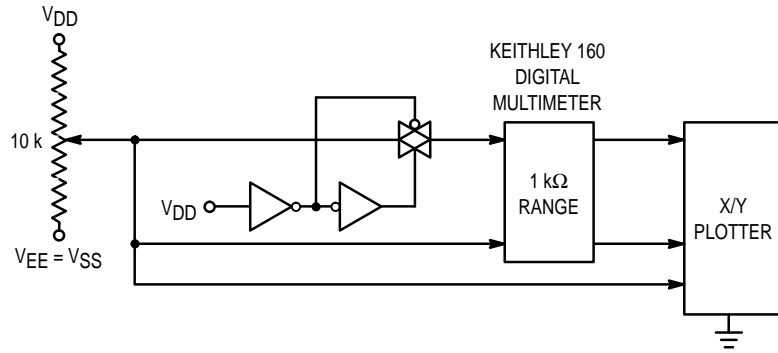 VDD
10 k
VEE = VSS
VDD
KEITHLEY 160
DIGITAL
MULTIMETER
1 kΩ
RANGE
X/Y
PLOTTER